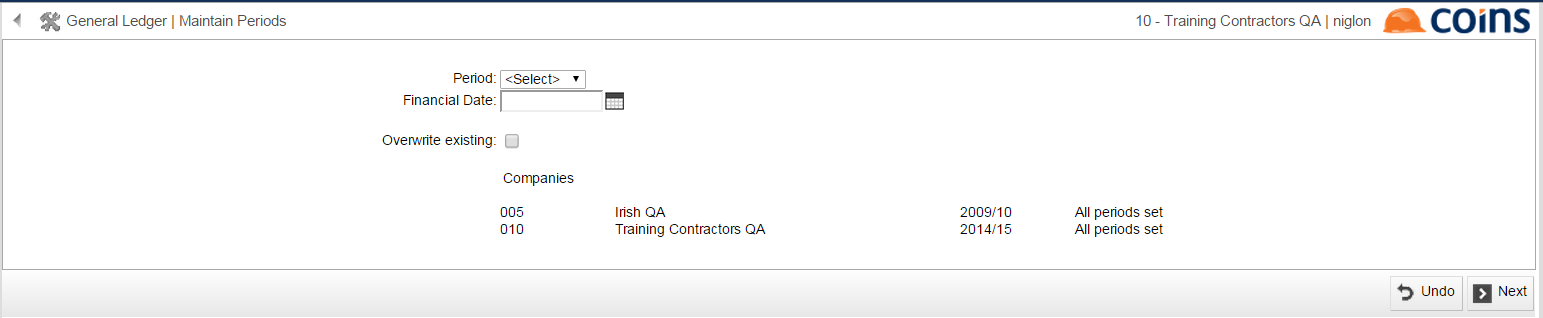 General Ledger | Maintain Periods 10 - Training Contractors QA | niglon coins
Period: <Select>
Financial Date:
Overwrite existing:
Companies
005 Irish QA 2009/10 All periods set
010 Training Contractors QA 2014/15 All periods set
Undo Next